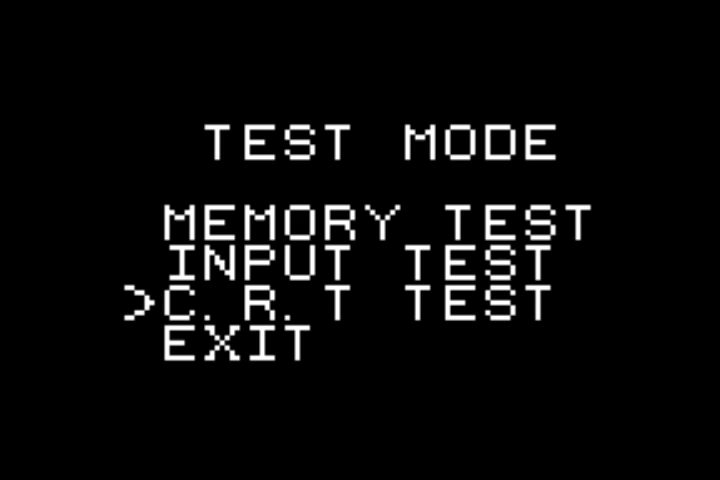 TEST MODE
MEMORY TEST
INPUT TEST
>C.R.T TEST
EXIT